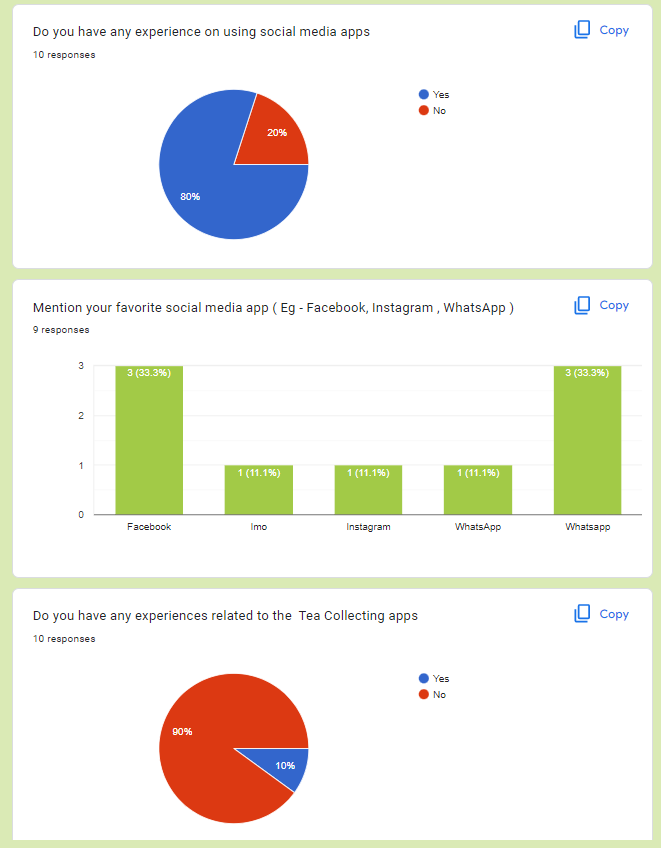 Do you have any experience on using social media apps
Copy
10 responses
Yes
No
20%
80%
Mention your favorite social media app ( Eg - Facebook, Instagram , WhatsApp )
Copy
9 responses
3
2
1
0
3 (33.3%)
1 (11.1%)
1 (11.1%)
1 (11.1%)
3 (33.3%)
Facebook
Imo
Instagram
WhatsApp
Whatsapp
Do you have any experiences related to the  Tea Collecting apps
Copy
10 responses
Yes
No
90%
10%